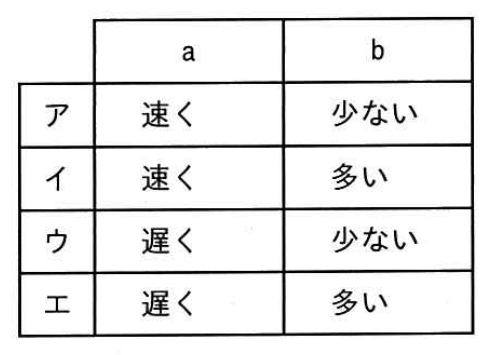 a b
ア 速く 少ない
イ 速く 多い
ウ 遅く 少ない
エ 遅く 多い